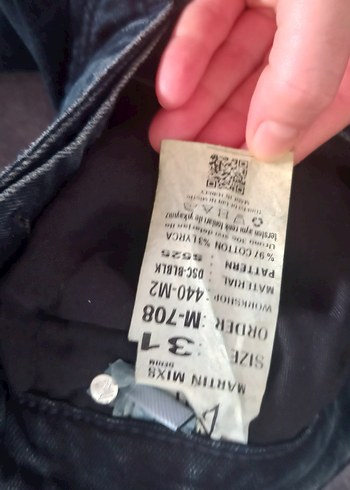 MARTIN MIXS
DENIM
SIZE : 31
ORDER : M-708
WORKSHOP : 440-M2
MATERIAL : DSC-BLBLK
PATTERN : 5525
%97 COTTON %3 LYCRA